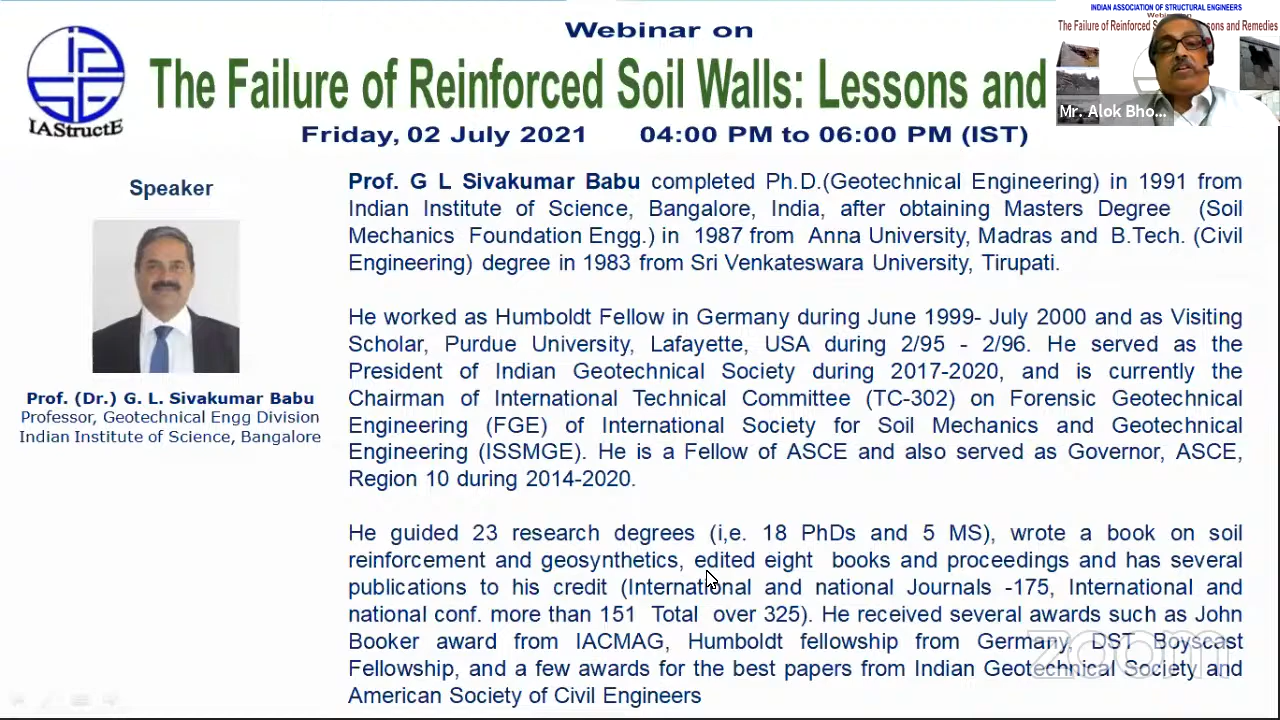 Webinar on
The Failure of Reinforced Soil Walls: Lessons and
Friday, 02 July 2021 04:00 PM to 06:00 PM (IST)
IAStructE
INDIAN ASSOCIATION OF STRUCTURAL ENGINEERS
Webinar on
The Failure of Reinforced S
ons and Remedies
Mr. Alok Bho...
Speaker
Prof. (Dr.) G. L. Sivakumar Babu
Professor, Geotechnical Engg Division
Indian Institute of Science, Bangalore
Prof. G L Sivakumar Babu completed Ph.D.(Geotechnical Engineering) in 1991 from
Indian Institute of Science, Bangalore, India, after obtaining Masters Degree (Soil
Mechanics Foundation Engg.) in 1987 from Anna University, Madras and B.Tech. (Civil
Engineering) degree in 1983 from Sri Venkateswara University, Tirupati.
He worked as Humboldt Fellow in Germany during June 1999- July 2000 and as Visiting
Scholar, Purdue University, Lafayette, USA during 2/95 - 2/96. He served as the
President of Indian Geotechnical Society during 2017-2020, and is currently the
Chairman of International Technical Committee (TC-302) on Forensic Geotechnical
Engineering (FGE) of International Society for Soil Mechanics and Geotechnical
Engineering (ISSMGE). He is a Fellow of ASCE and also served as Governor, ASCE,
Region 10 during 2014-2020.
He guided 23 research degrees (i,e. 18 PhDs and 5 MS), wrote a book on soil
reinforcement and geosynthetics, edited eight books and proceedings and has several
publications to his credit (International and national Journals -175, International and
national conf. more than 151 Total over 325). He received several awards such as John
Booker award from IACMAG, Humboldt fellowship from Germany, DST Boyscast
Fellowship, and a few awards for the best papers from Indian Geotechnical Society and
American Society of Civil Engineers
zoom